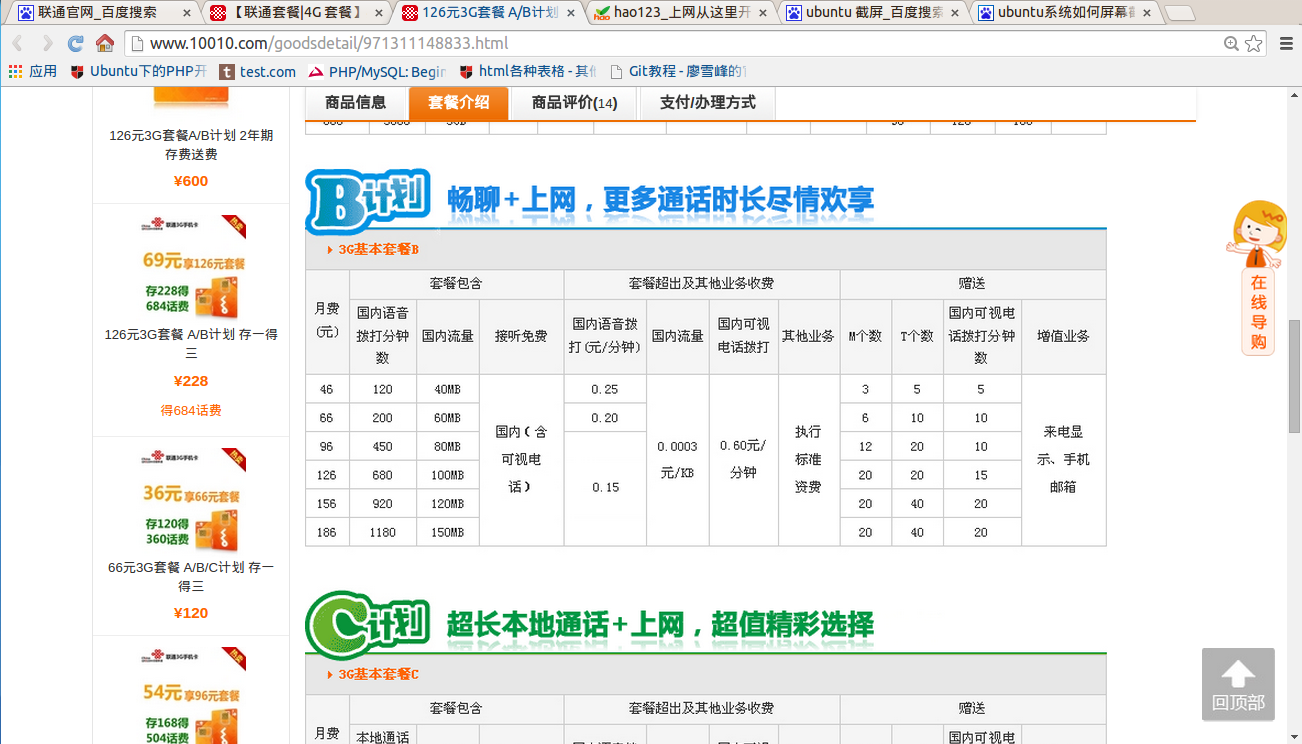 联通官网_百度搜索
【联通套餐|4G 套餐】
126元3G套餐 A/B计划
hao123_上网从这里开
ubuntu 截屏_百度搜索
ubuntu系统如何屏幕截
www.10010.com/goodsdetail/971311148833.html
应用
Ubuntu下的PHP开
test.com
PHP/MySQL: Begin
html各种表格 - 其他
Git教程 - 廖雪峰的官
商品信息
套餐介绍
商品评价(14)
支付/办理方式
126元3G套餐A/B计划 2年期
存费送费
¥600
联通3G手机卡
69元享126元套餐
存228得
684话费
126元3G套餐 A/B计划 存一得
三
¥228
得684话费
联通3G手机卡
36元享66元套餐
存120得
360话费
66元3G套餐 A/B/C计划 存一
得三
¥120
联通3G手机卡
54元享96元套餐
存168得
504话费
B计划 畅聊+上网，更多通话时长尽情欢享
3G基本套餐B
月费
(元)
套餐包含
套餐超出及其他业务收费
赠送
国内语音
拨打分钟
数
国内流量
接听免费
国内语音拨
打(元/分钟)
国内流量
国内可视
电话拨打
其他业务
M个数
T个数
国内可视电
话拨打分钟
数
增值业务
46 120 40MB 0.25 3 5 5
66 200 60MB 0.20 6 10 10
96 450 80MB 12 20 10
126 680 100MB 20 20 15
156 920 120MB 20 40 20
186 1180 150MB 20 40 20
国内（含
可视电
话）
0.15
0.0003
元/KB
0.60元/
分钟
执行
标准
资费
来电显
示、手机
邮箱
C计划 超长本地通话+上网，超值精彩选择
3G基本套餐C
套餐包含
套餐超出及其他业务收费
赠送
月费
本地通话
国内可视电
在
线
导
购
回顶部